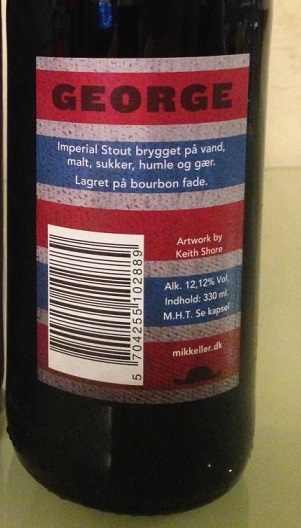 GEORGE
Imperial Stout brygget på vand,
malt, sukker, humle og gær.
Lagret på bourbon fade.
Artwork by
Keith Shore
Alk. 12,12% Vol.
Indhold: 330 ml.
M.H.T. Se kapsel
mikkeller.dk
5 704255 102889